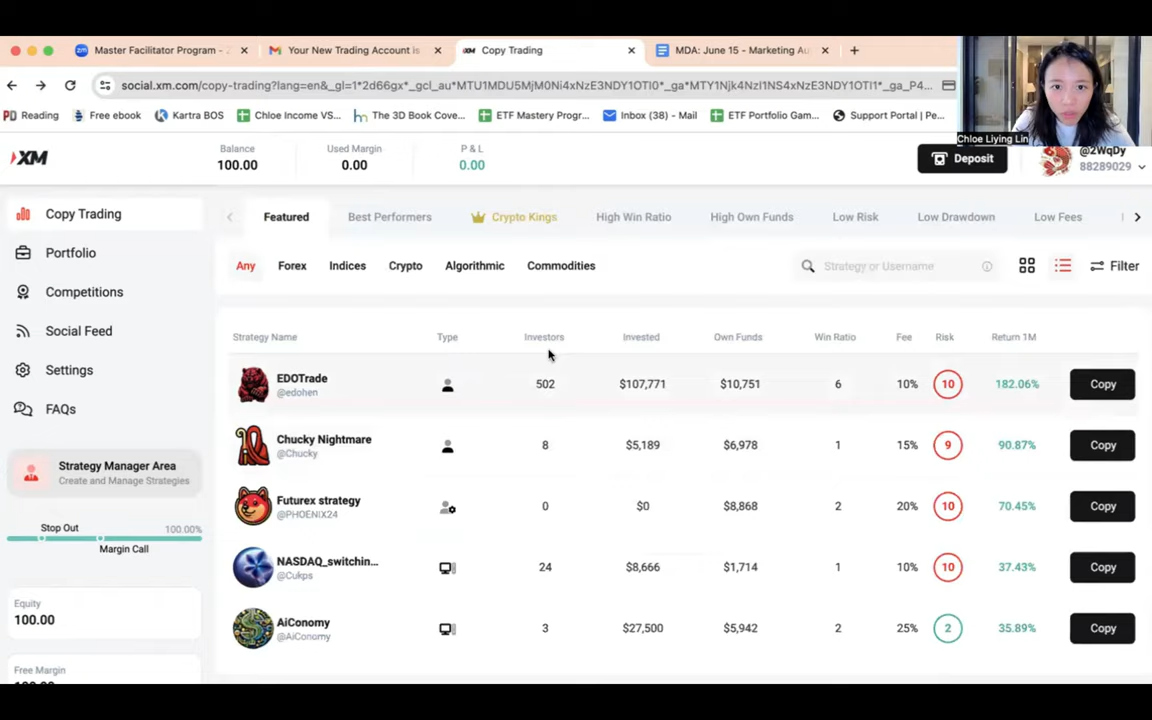 Master Facilitator Program -
Your New Trading Account is
Copy Trading
MDA: June 15 - Marketing Au
social.xm.com/copy-trading?lang=en&_gl=1*2d66gx*_gcl_au*MTU1MDU5MjM0Ni4xNzE3NDY1OTI0*_ga*MTY1Njk4NzI1NS4xNzE3NDY1OTI1*_ga_P4...
Reading
Free ebook
Kartra BOS
Chloe Income VS...
The 3D Book Cove...
ETF Mastery Progr...
Inbox (38) - Mail
ETF Portfolio Gam...
Support Portal | Pe...
Chloe Liying Lin
XM
Balance
100.00
Used Margin
0.00
P & L
0.00
Deposit
@2WqDy
88289029
Copy Trading
Portfolio
Competitions
Social Feed
Settings
FAQs
Strategy Manager Area
Create and Manage Strategies
Stop Out
100.00%
Margin Call
Equity
100.00
Free Margin
Featured
Best Performers
Crypto Kings
High Win Ratio
High Own Funds
Low Risk
Low Drawdown
Low Fees
Any
Forex
Indices
Crypto
Algorithmic
Commodities
Strategy or Username
Filter
Strategy Name Type Investors Invested Own Funds Win Ratio Fee Risk Return 1M
EDOTrade
@edohen
502 $107,771 $10,751 6 10% 10 182.06% Copy
Chucky Nightmare
@Chucky
8 $5,189 $6,978 1 15% 9 90.87% Copy
Futurex strategy
@PHOENIX24
0 $0 $8,868 2 20% 10 70.45% Copy
NASDAQ_switchin...
@Cukps
24 $8,666 $1,714 1 10% 10 37.43% Copy
AiConomy
@AiConomy
3 $27,500 $5,942 2 25% 2 35.89% Copy